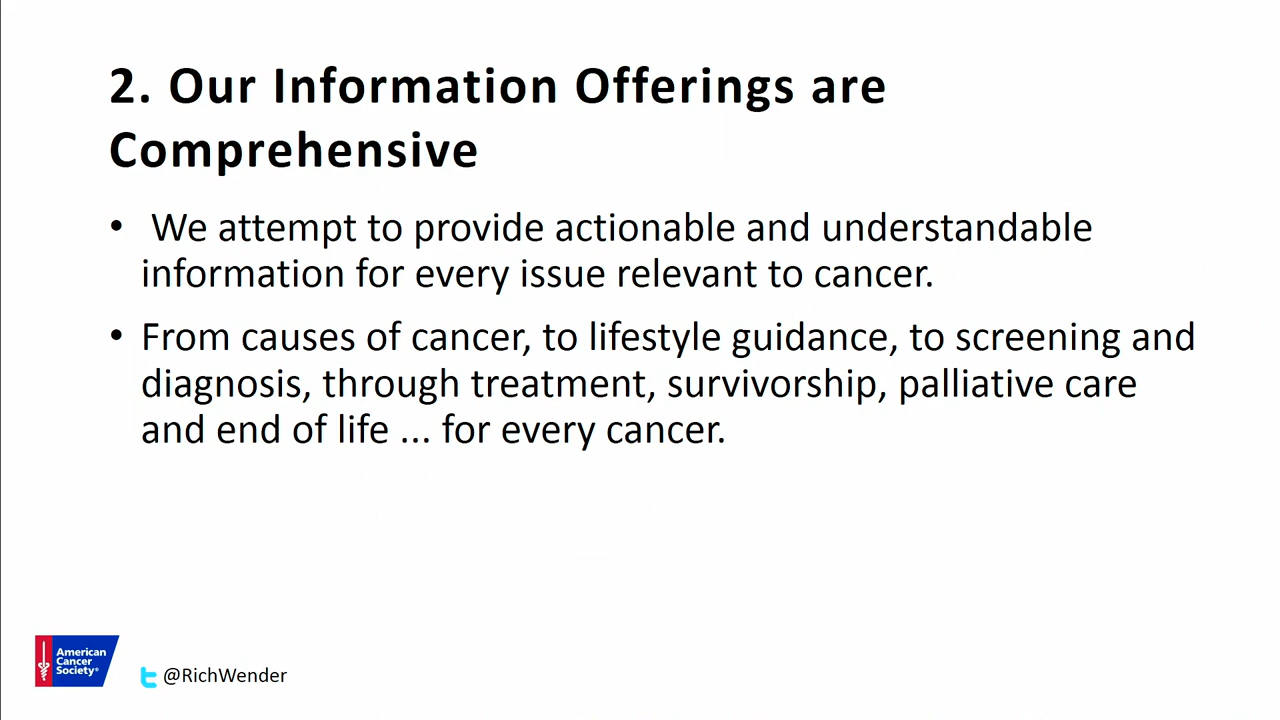 2. Our Information Offerings are
Comprehensive
• We attempt to provide actionable and understandable
information for every issue relevant to cancer.
• From causes of cancer, to lifestyle guidance, to screening and
diagnosis, through treatment, survivorship, palliative care
and end of life ... for every cancer.
American
Cancer
Society®
@RichWender